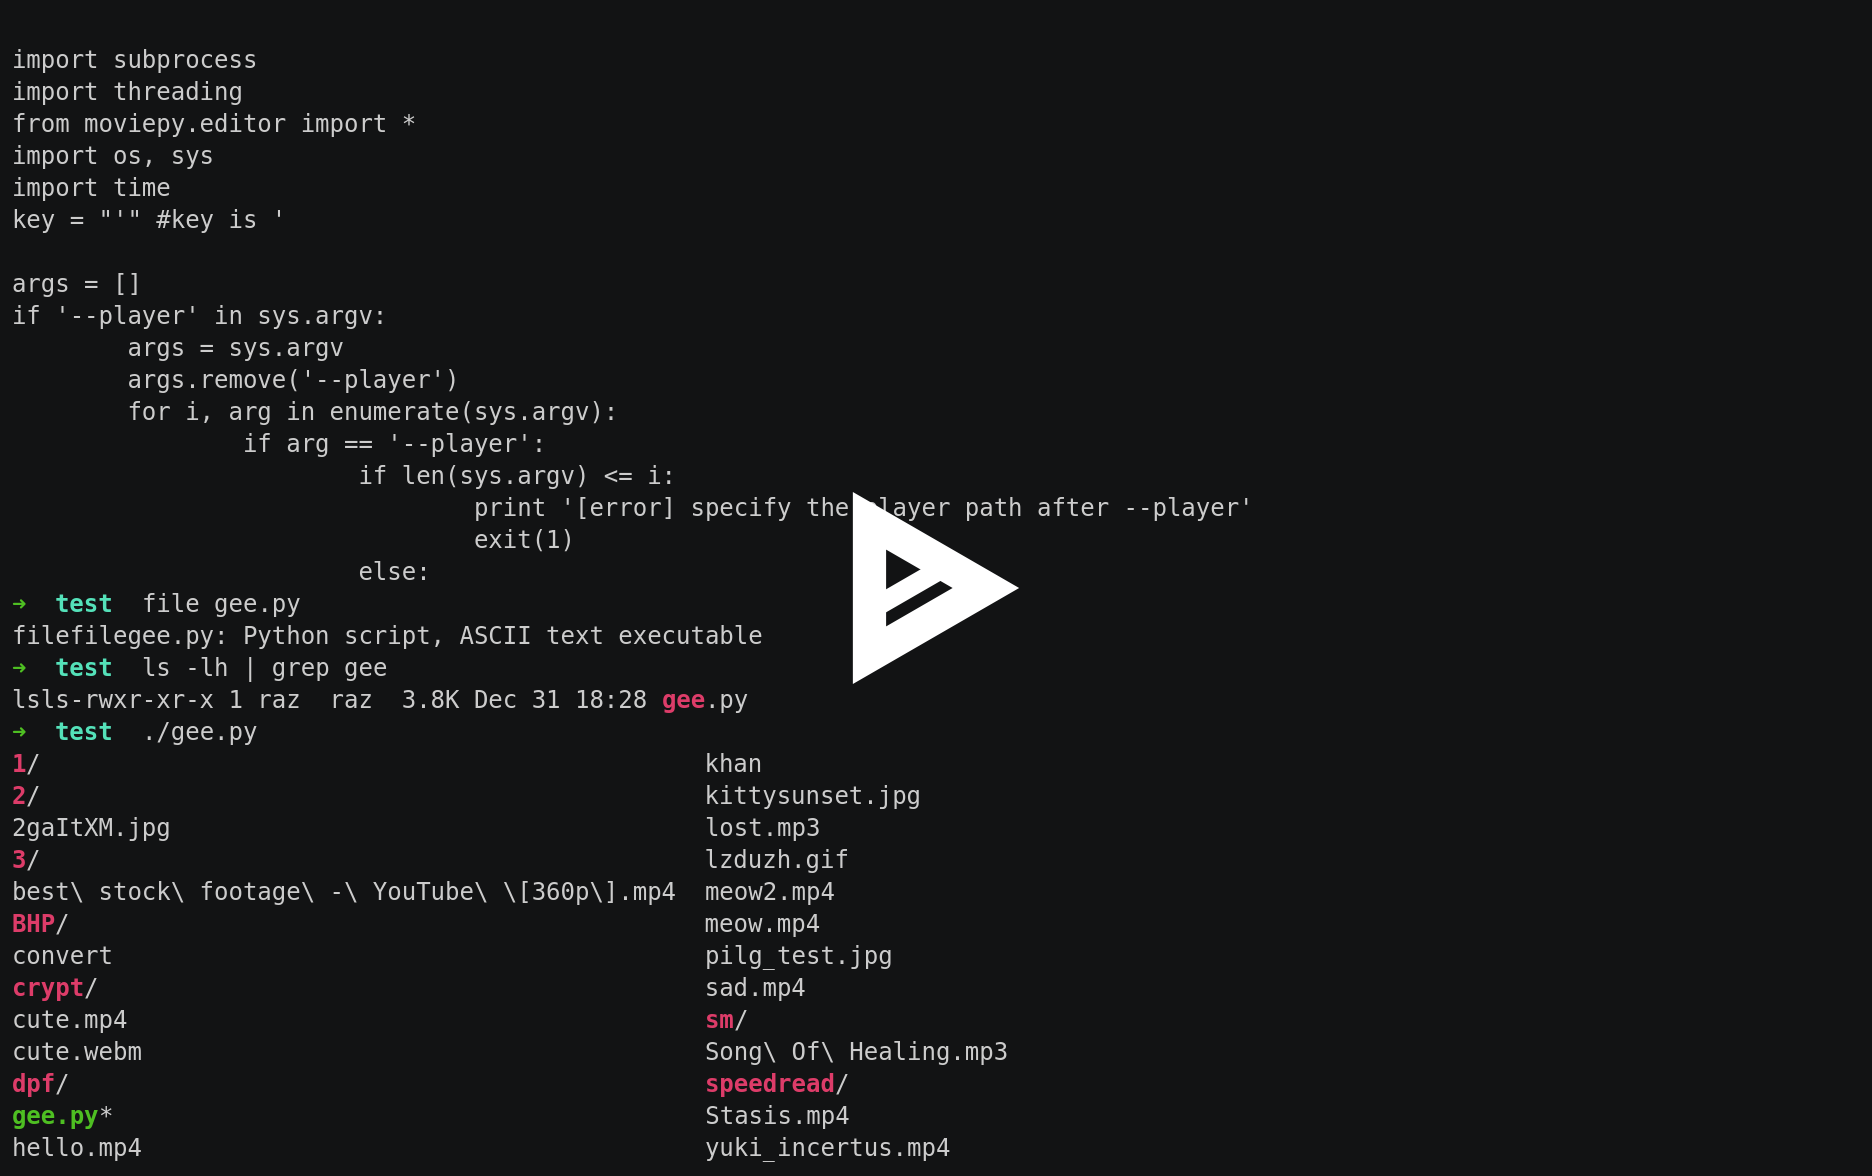 import subprocess
import threading
from moviepy.editor import *
import os, sys
import time
key = "'" #key is '

args = []
if '--player' in sys.argv:
        args = sys.argv
        args.remove('--player')
        for i, arg in enumerate(sys.argv):
                if arg == '--player':
                        if len(sys.argv) <= i:
                                print '[error] specify the player path after --player'
                                exit(1)
                        else:
➜  test  file gee.py
filefilegee.py: Python script, ASCII text executable
➜  test  ls -lh | grep gee
lsls-rwxr-xr-x 1 raz  raz  3.8K Dec 31 18:28 gee.py
➜  test  ./gee.py
1/                                              khan
2/                                              kittysunset.jpg
2gaItXM.jpg                                     lost.mp3
3/                                              lzduzh.gif
best\ stock\ footage\ -\ YouTube\ \[360p\].mp4  meow2.mp4
BHP/                                            meow.mp4
convert                                         pilg_test.jpg
crypt/                                          sad.mp4
cute.mp4                                        sm/
cute.webm                                       Song\ Of\ Healing.mp3
dpf/                                            speedread/
gee.py*                                         Stasis.mp4
hello.mp4                                       yuki_incertus.mp4